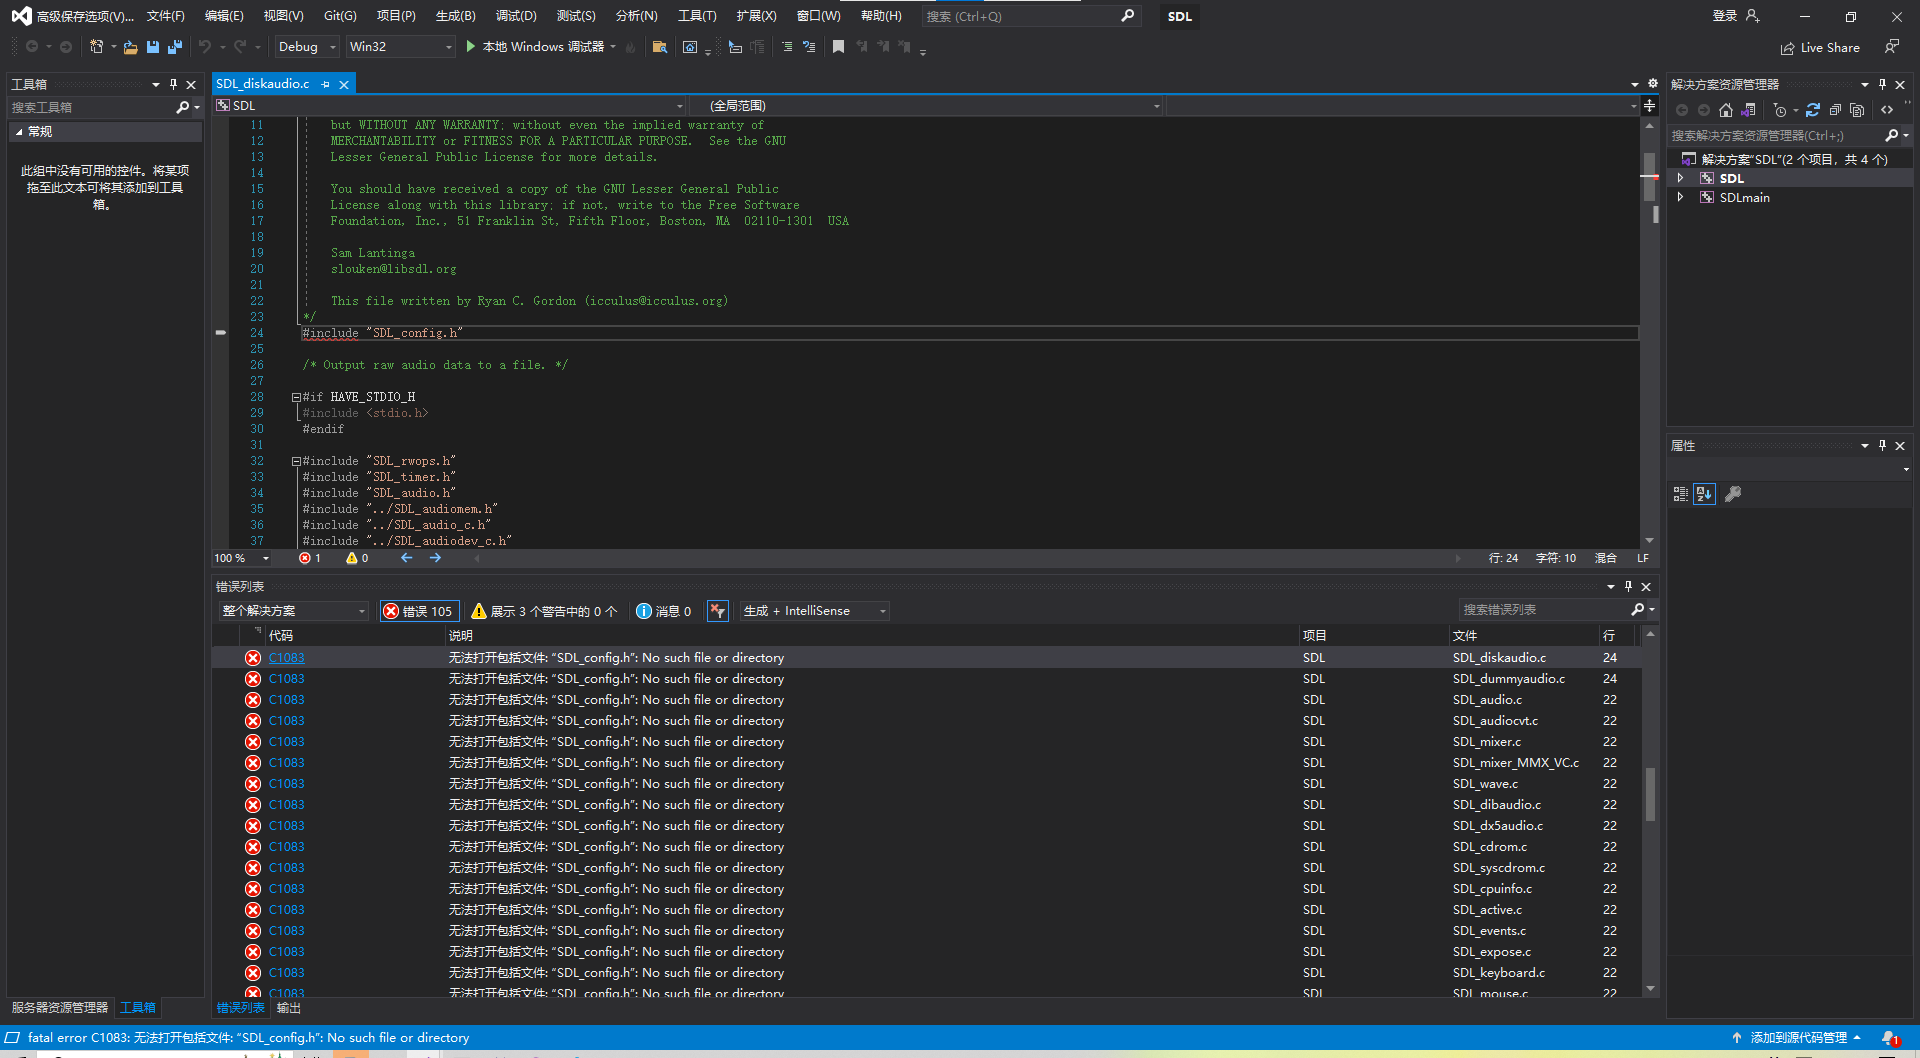 高级保存选项(V)... 文件(F) 编辑(E) 视图(V) Git(G) 项目(P) 生成(B) 调试(D) 测试(S) 分析(N) 工具(T) 扩展(X) 窗口(W) 帮助(H) 搜索 (Ctrl+Q) SDL 登录
Debug Win32 本地 Windows 调试器 Live Share
工具箱
搜索工具箱
常规
此组中没有可用的控件。将某项
拖至此文本可将其添加到工具
箱。
服务器资源管理器 工具箱
SDL_diskaudio.c
SDL (全局范围)
11 but WITHOUT ANY WARRANTY; without even the implied warranty of
12 MERCHANTABILITY or FITNESS FOR A PARTICULAR PURPOSE.  See the GNU
13 Lesser General Public License for more details.
14
15 You should have received a copy of the GNU Lesser General Public
16 License along with this library; if not, write to the Free Software
17 Foundation, Inc., 51 Franklin St, Fifth Floor, Boston, MA  02110-1301  USA
18
19 Sam Lantinga
20 slouken@libsdl.org
21
22 This file written by Ryan C. Gordon (icculus@icculus.org)
23 */
24 #include "SDL_config.h"
25
26 /* Output raw audio data to a file. */
27
28 #if HAVE_STDIO_H
29 #include <stdio.h>
30 #endif
31
32 #include "SDL_rwops.h"
33 #include "SDL_timer.h"
34 #include "SDL_audio.h"
35 #include "../SDL_audiomem.h"
36 #include "../SDL_audio_c.h"
37 #include "../SDL_audiodev_c.h"
100 % 1 0 行: 24 字符: 10 混合 LF
错误列表
整个解决方案 错误 105 展示 3 个警告中的 0 个 消息 0 生成 + IntelliSense 搜索错误列表
代码 说明 项目 文件 行
C1083 无法打开包括文件: “SDL_config.h”: No such file or directory SDL SDL_diskaudio.c 24
C1083 无法打开包括文件: “SDL_config.h”: No such file or directory SDL SDL_dummyaudio.c 24
C1083 无法打开包括文件: “SDL_config.h”: No such file or directory SDL SDL_audio.c 22
C1083 无法打开包括文件: “SDL_config.h”: No such file or directory SDL SDL_audiocvt.c 22
C1083 无法打开包括文件: “SDL_config.h”: No such file or directory SDL SDL_mixer.c 22
C1083 无法打开包括文件: “SDL_config.h”: No such file or directory SDL SDL_mixer_MMX_VC.c 22
C1083 无法打开包括文件: “SDL_config.h”: No such file or directory SDL SDL_wave.c 22
C1083 无法打开包括文件: “SDL_config.h”: No such file or directory SDL SDL_dibaudio.c 22
C1083 无法打开包括文件: “SDL_config.h”: No such file or directory SDL SDL_dx5audio.c 22
C1083 无法打开包括文件: “SDL_config.h”: No such file or directory SDL SDL_cdrom.c 22
C1083 无法打开包括文件: “SDL_config.h”: No such file or directory SDL SDL_syscdrom.c 22
C1083 无法打开包括文件: “SDL_config.h”: No such file or directory SDL SDL_cpuinfo.c 22
C1083 无法打开包括文件: “SDL_config.h”: No such file or directory SDL SDL_active.c 22
C1083 无法打开包括文件: “SDL_config.h”: No such file or directory SDL SDL_events.c 22
C1083 无法打开包括文件: “SDL_config.h”: No such file or directory SDL SDL_expose.c 22
C1083 无法打开包括文件: “SDL_config.h”: No such file or directory SDL SDL_keyboard.c 22
C1083 无法打开包括文件: “SDL_config.h”: No such file or directory SDL SDL_mouse.c 22
错误列表 输出
解决方案资源管理器
搜索解决方案资源管理器(Ctrl+;)
解决方案“SDL”(2 个项目，共 4 个)
SDL
SDLmain
属性
fatal error C1083: 无法打开包括文件: “SDL_config.h”: No such file or directory 添加到源代码管理 1